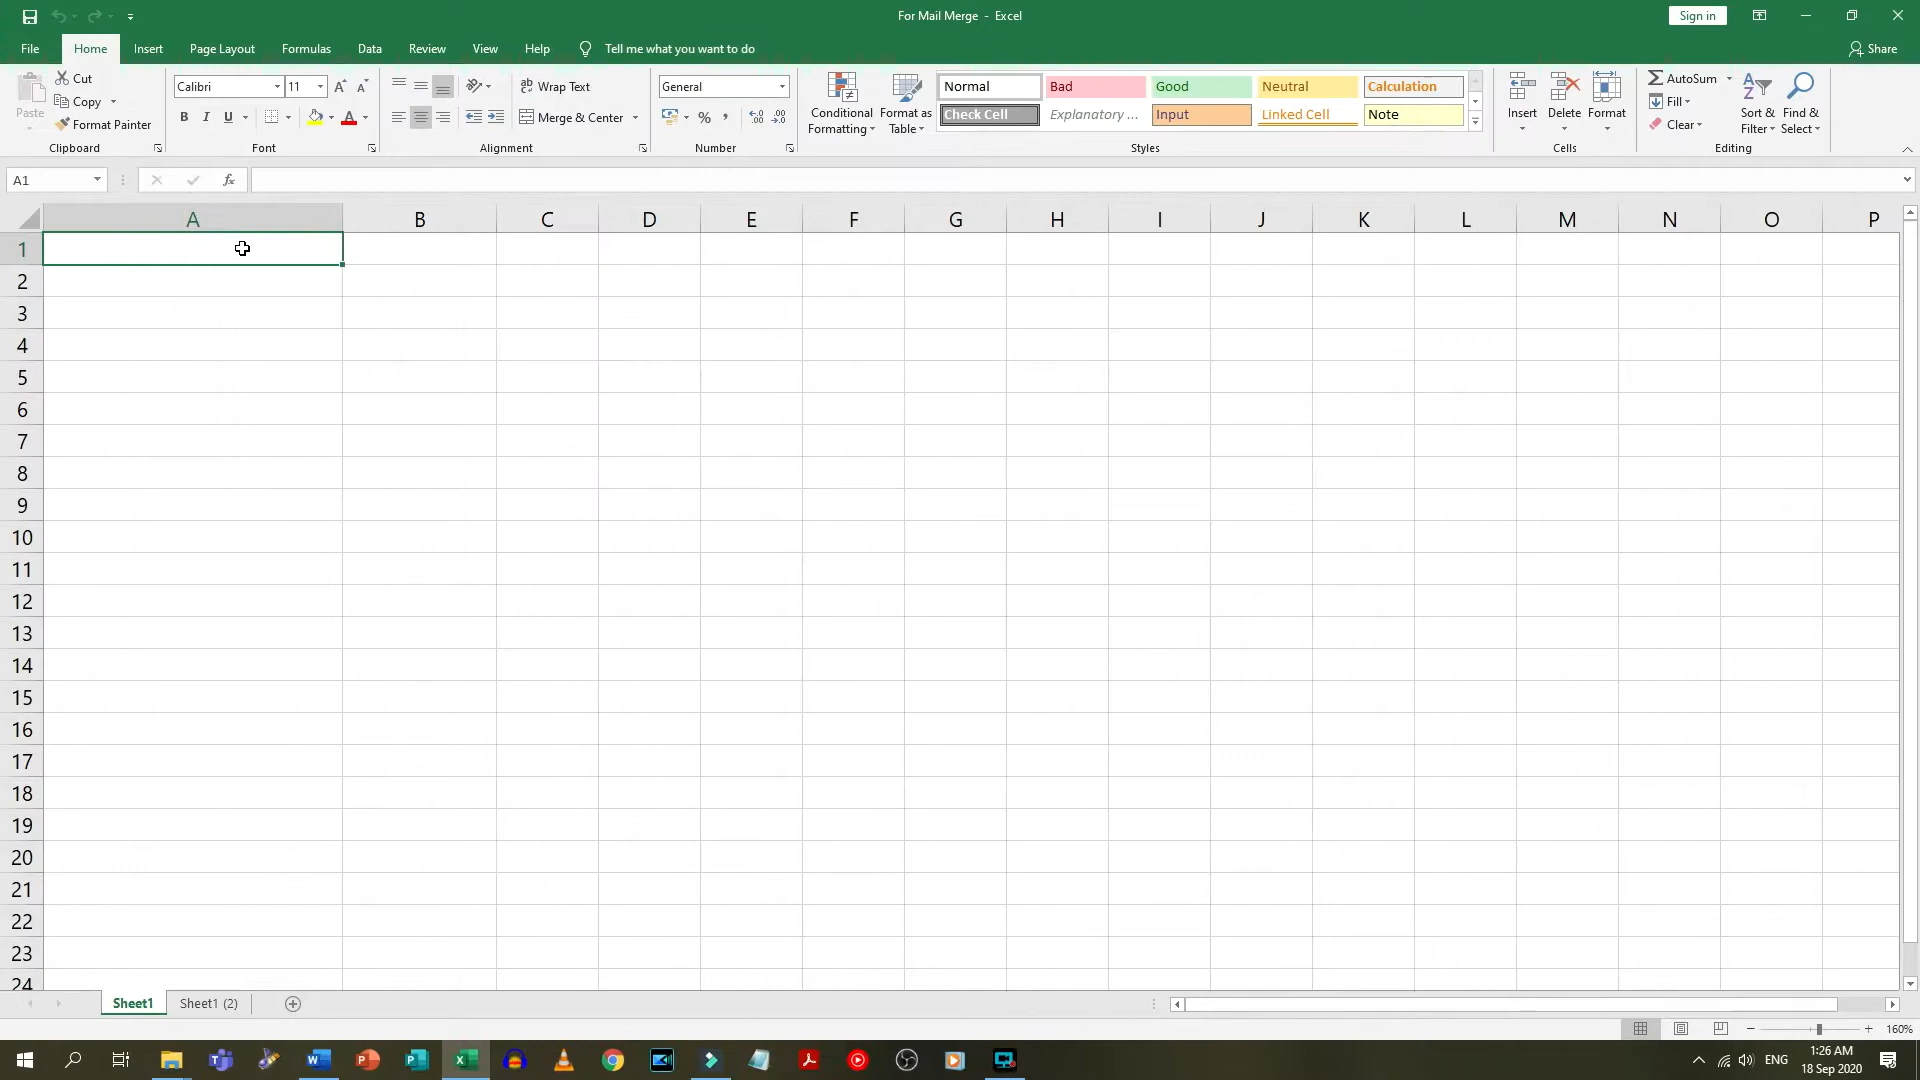 For Mail Merge - Excel
Sign in
File Home Insert Page Layout Formulas Data Review View Help Tell me what you want to do Share
Paste
Cut
Copy
Format Painter
Clipboard
Calibri 11
B I U
Font
Wrap Text
Merge & Center
Alignment
General
Number
Conditional Formatting
Format as Table
Normal Bad Good Neutral Calculation
Check Cell Explanatory ... Input Linked Cell Note
Styles
Insert Delete Format
Cells
AutoSum
Fill
Clear
Sort & Filter
Find & Select
Editing
A1
fx
A B C D E F G H I J K L M N O P
1
2
3
4
5
6
7
8
9
10
11
12
13
14
15
16
17
18
19
20
21
22
23
24
Sheet1 Sheet1 (2)
160%
ENG
1:26 AM
18 Sep 2020